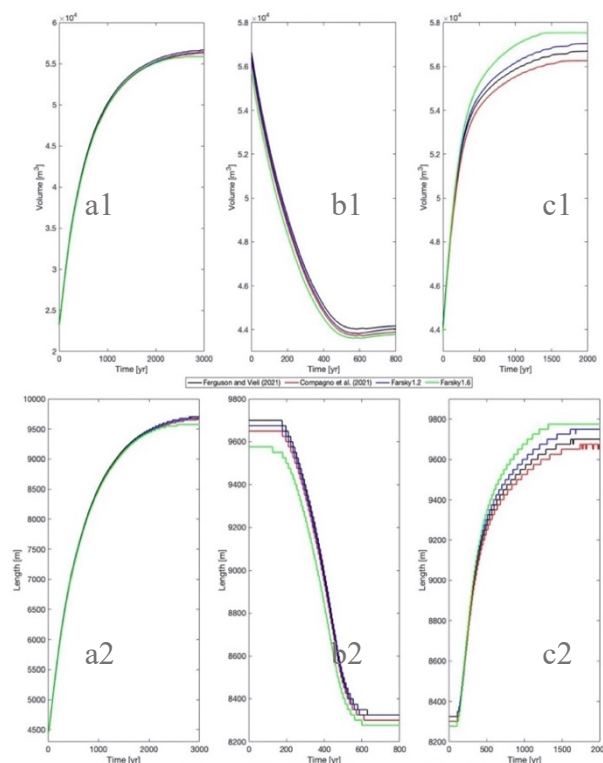 ×10⁴ ×10⁴ ×10⁴
6 5.8 5.8
5.5 5.6 5.6
5 5.4 5.4
4.5 5.2 5.2
4 5 5
3.5 4.8 4.8
3 4.6 4.6
2.5 4.4 4.4
2
Volume [m³] Volume [m³] Volume [m³]
a1 b1 c1
0 1000 2000 3000 0 200 400 600 800 0 500 1000 1500 2000
Time [yr] Time [yr] Time [yr]
Ferguson and Vieli (2021) Compagno et al. (2021) Farsky1.2 Farsky1.6
10000 9800 9800
9500 9600 9600
9000 9400 9400
8500 9200 9200
8000 9000 9000
7500 8800 8800
7000 8600 8600
6500 8400 8400
6000 8200 8200
5500
5000
4500
Length [m] Length [m] Length [m]
a2 b2 c2
0 1000 2000 3000 0 200 400 600 800 0 500 1000 1500 200
Time [yr] Time [yr] Time [yr]